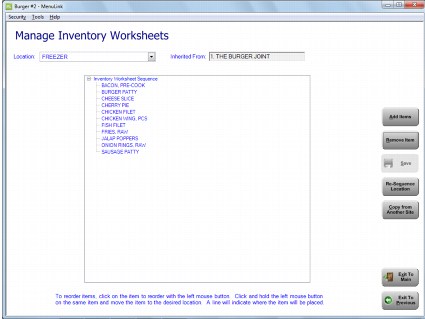 Burger #2 - MenuLink
Security Tools Help
Manage Inventory Worksheets
Location: FREEZER Inherited From: 1. THE BURGER JOINT
Inventory Worksheet Sequence
BACON, PRE-COOK
BURGER PATTY
CHEESE SLICE
CHERRY PIE
CHICKEN FILET
CHICKEN WING, PCS
FISH FILET
FRIES, RAW
JALAP POPPERS
ONION RINGS- RAW
SAUSAGE PATTY
Add Items
Remove Item
Save
Re-Sequence
Location
Copy from
Another Site
Exit To
Main
Exit To
Previous
To reorder items, click on the item to reorder with the left mouse button. Click and hold the left mouse button
on the same item and move the item to the desired location. A line will indicate where the item will be placed.